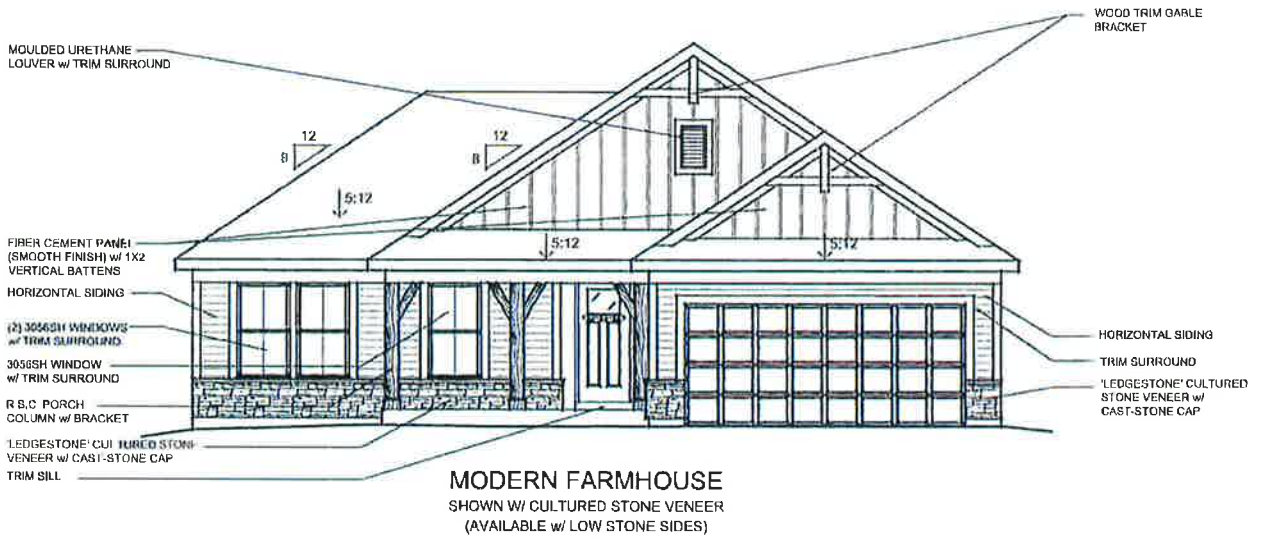 WOOD TRIM GABLE
BRACKET
MOULDED URETHANE
LOUVER w/ TRIM SURROUND
12
8
12
8
5:12
5:12
5:12
FIBER CEMENT PANEL
(SMOOTH FINISH) w/ 1X2
VERTICAL BATTENS
HORIZONTAL SIDING
(2) 3056SH WINDOWS
w/ TRIM SURROUND
3056SH WINDOW
w/ TRIM SURROUND
R.S.C. PORCH
COLUMN w/ BRACKET
'LEDGESTONE' CULTURED STONE
VENEER w/ CAST-STONE CAP
TRIM SILL
HORIZONTAL SIDING
TRIM SURROUND
'LEDGESTONE' CULTURED
STONE VENEER w/
CAST-STONE CAP
MODERN FARMHOUSE
SHOWN W/ CULTURED STONE VENEER
(AVAILABLE w/ LOW STONE SIDES)